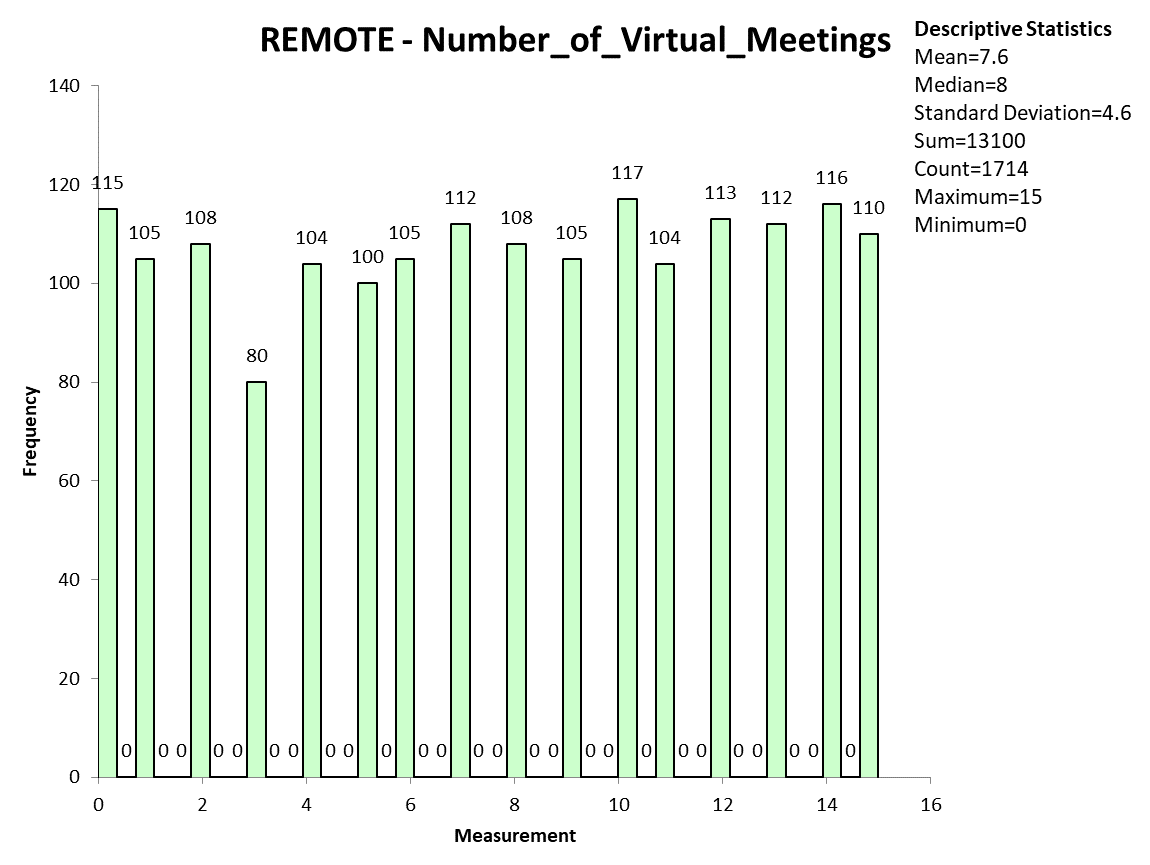 REMOTE - Number_of_Virtual_Meetings
Descriptive Statistics
Mean=7.6
Median=8
Standard Deviation=4.6
Sum=13100
Count=1714
Maximum=15
Minimum=0
Frequency
140
120
100
80
60
40
20
0
115 105 108 80 104 100 105 112 108 105 117 104 113 112 116 110
0 0 0 0 0 0 0 0 0 0 0 0 0 0 0 0 0 0 0 0 0 0 0 0 0 0
0 2 4 6 8 10 12 14 16
Measurement